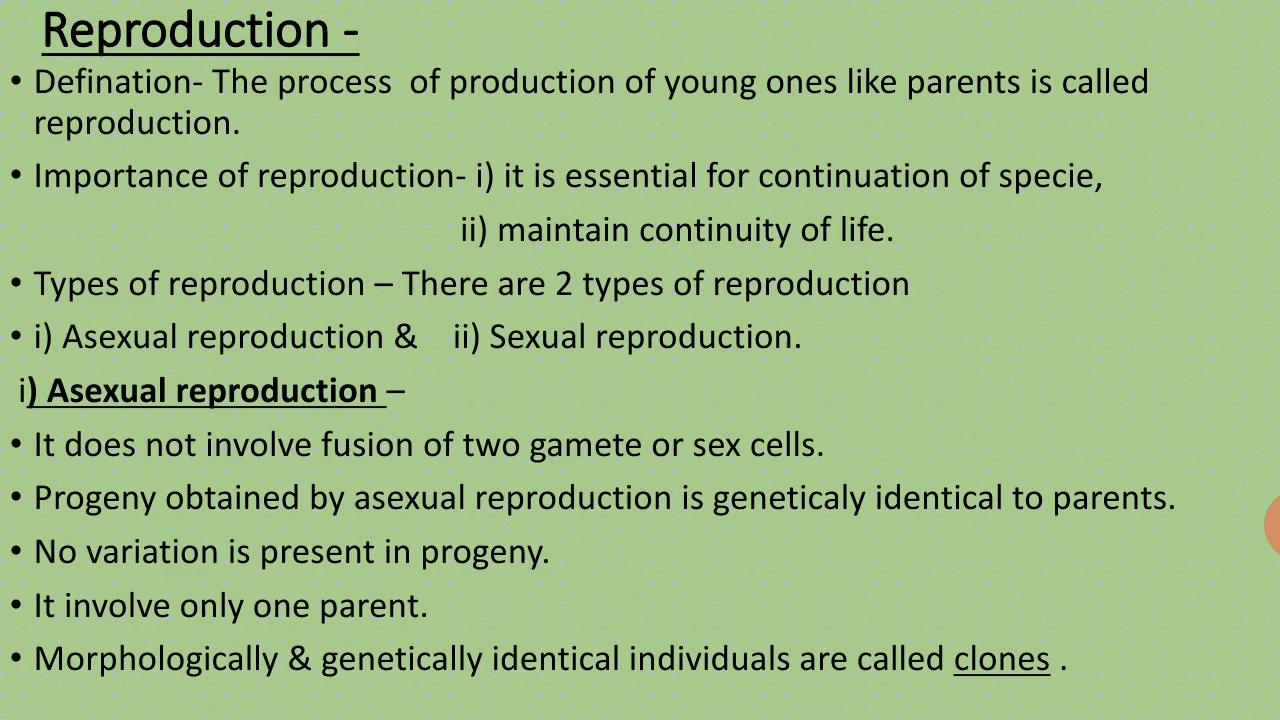 Reproduction -
• Defination- The process  of production of young ones like parents is called
reproduction.
• Importance of reproduction- i) it is essential for continuation of specie,
ii) maintain continuity of life.
• Types of reproduction – There are 2 types of reproduction
• i) Asexual reproduction &    ii) Sexual reproduction.
i) Asexual reproduction –
• It does not involve fusion of two gamete or sex cells.
• Progeny obtained by asexual reproduction is geneticaly identical to parents.
• No variation is present in progeny.
• It involve only one parent.
• Morphologically & genetically identical individuals are called clones .